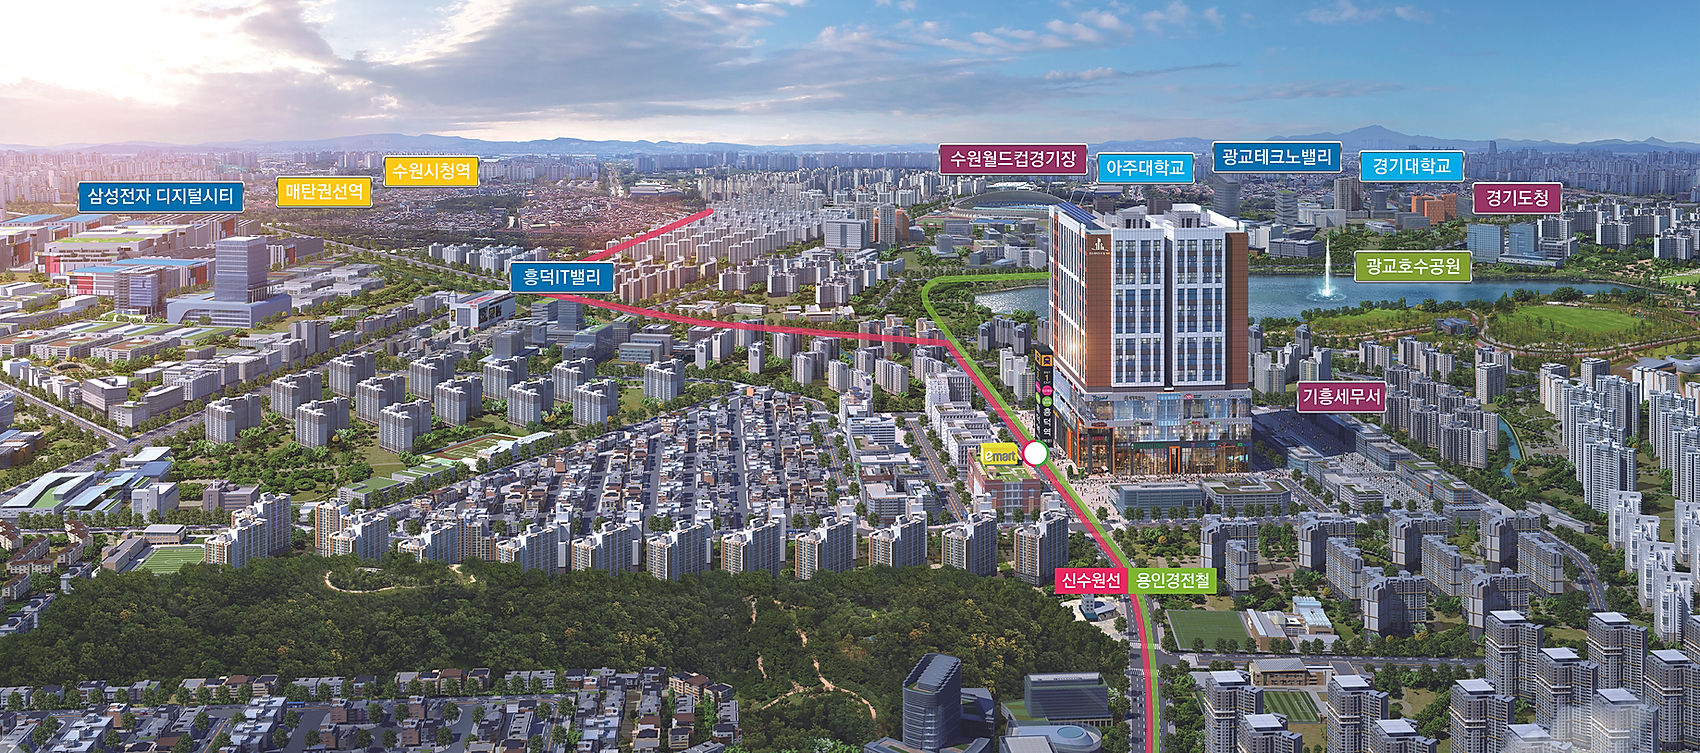 수원월드컵경기장
아주대학교
광교테크노밸리
경기대학교
수원시청역
매탄권선역
삼성전자 디지털시티
경기도청
흥덕IT밸리
광교호수공원
기흥세무서
흥덕역
emart
신수원선
용인경전철